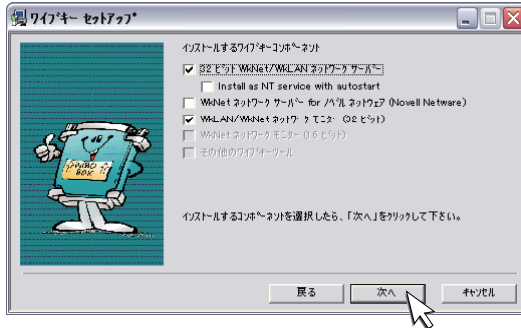 ワイプキー セットアップ
インストールするワイプキーコンポーネント
32 ビット WkNet/WkLAN ネットワーク サーバー
Install as NT service with autostart
WkNet ネットワーク サーバー for ノベル ネットウェア (Novell Netware)
WkLAN/WkNet ネットワーク モニター (32 ビット)
WkNet ネットワーク モニター (16 ビット)
その他のワイプキーツール
BOX
インストールするコンポーネントを選択したら、「次へ」をクリックして下さい。
戻る
次へ
キャンセル